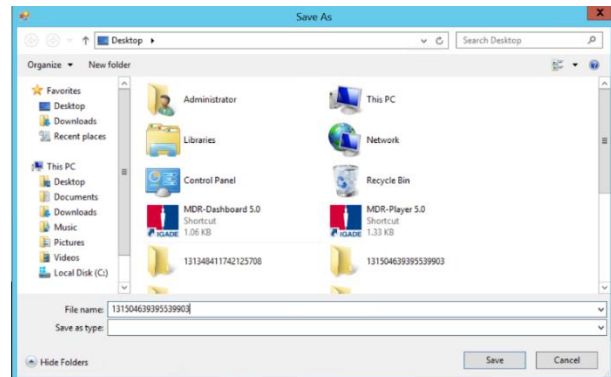 Save As
X
Desktop
Search Desktop
Organize
New folder
Favorites
Desktop
Downloads
Recent places
This PC
Desktop
Documents
Downloads
Music
Pictures
Videos
Local Disk (C:)
Administrator
This PC
Libraries
Network
Control Panel
Recycle Bin
MDR-Dashboard 5.0
Shortcut
1.06 KB
IGADE
MDR-Player 5.0
Shortcut
1.33 KB
IGADE
131348411742125708
131504639395539903
File name: 131504639395539903
Save as type:
Hide Folders
Save
Cancel